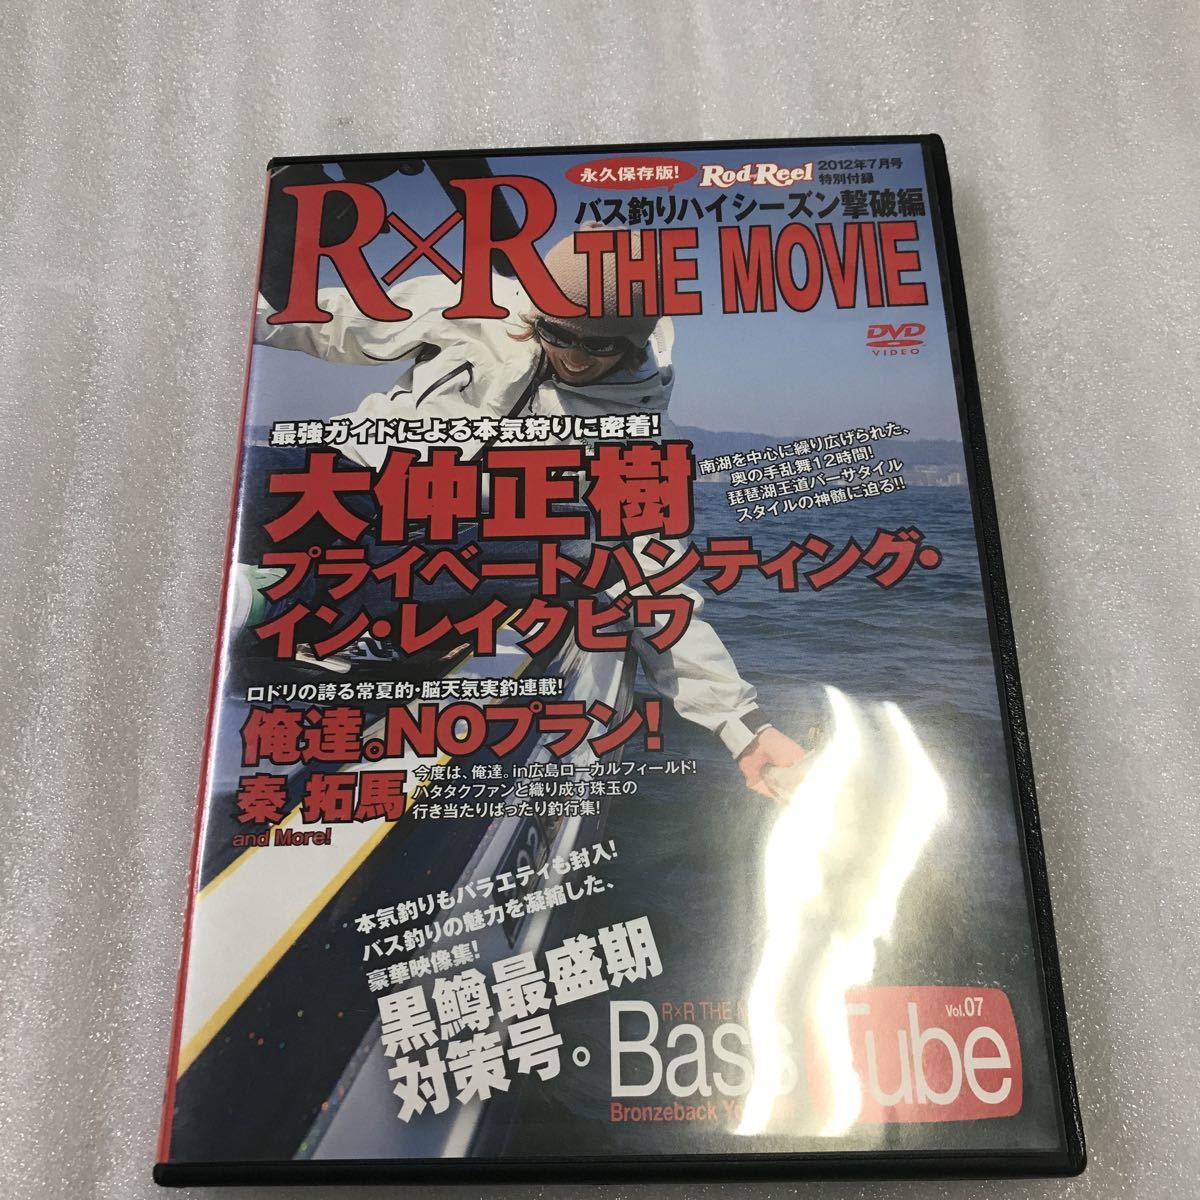 永久保存版!
Rod and Reel
2012年7月号
特別付録
バス釣りハイシーズン撃破編
R×R THE MOVIE
DVD
VIDEO
最強ガイドによる本気狩りに密着!
大仲正樹
南湖を中心に繰り広げられた、
奥の手乱舞12時間!
琵琶湖王道バーサタイル
スタイルの神髄に迫る!!
プライベートハンティング・
イン・レイクビワ
ロドリの誇る常夏的・脳天気実釣連載!
俺達。NOプラン!
秦 拓馬
今度は、俺達。in広島ローカルフィールド!
ハタタクファンと織り成す珠玉の
行き当たりばったり釣行集!
and More!
本気釣りもバラエティも封入!
バス釣りの魅力を凝縮した、
豪華映像集!
黒鱒最盛期
対策号。
R×R THE
Vol.07
Bass Tube
Bronzeback